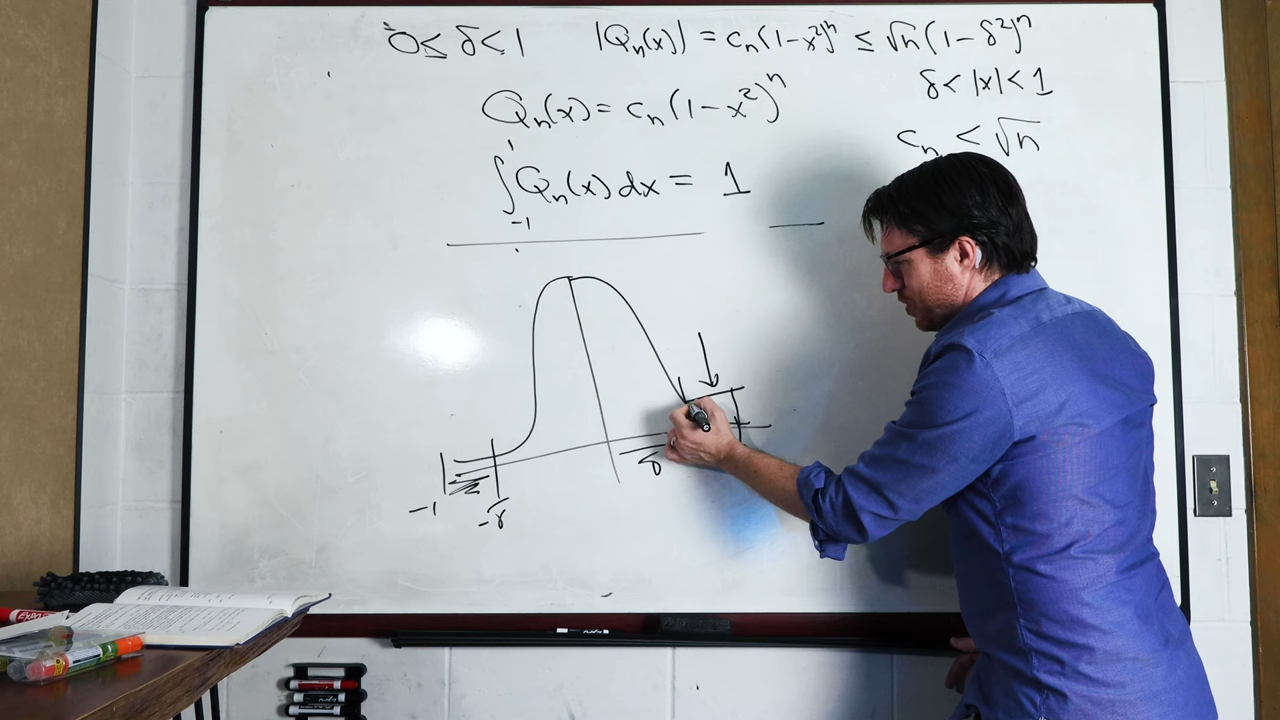 0 ≤ δ < 1 |Qₙ(x)| = cₙ(1-x²)ⁿ ≤ √n(1-δ²)ⁿ
δ < |x| < 1
Qₙ(x) = cₙ(1-x²)ⁿ
cₙ < √n
∫₋₁¹ Qₙ(x) dx = 1
δ
-1 -δ
EXPO